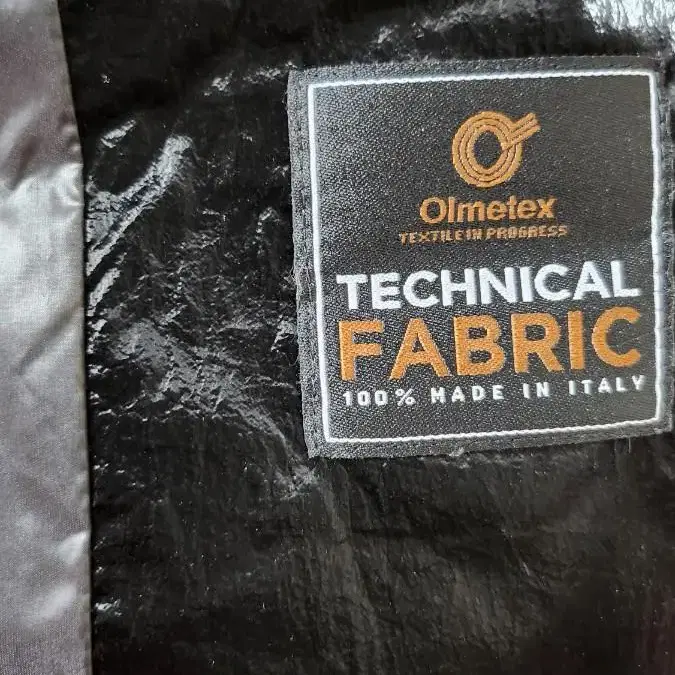 Olmetex
TEXTILE IN PROGRESS
TECHNICAL
FABRIC
100% MADE IN ITALY